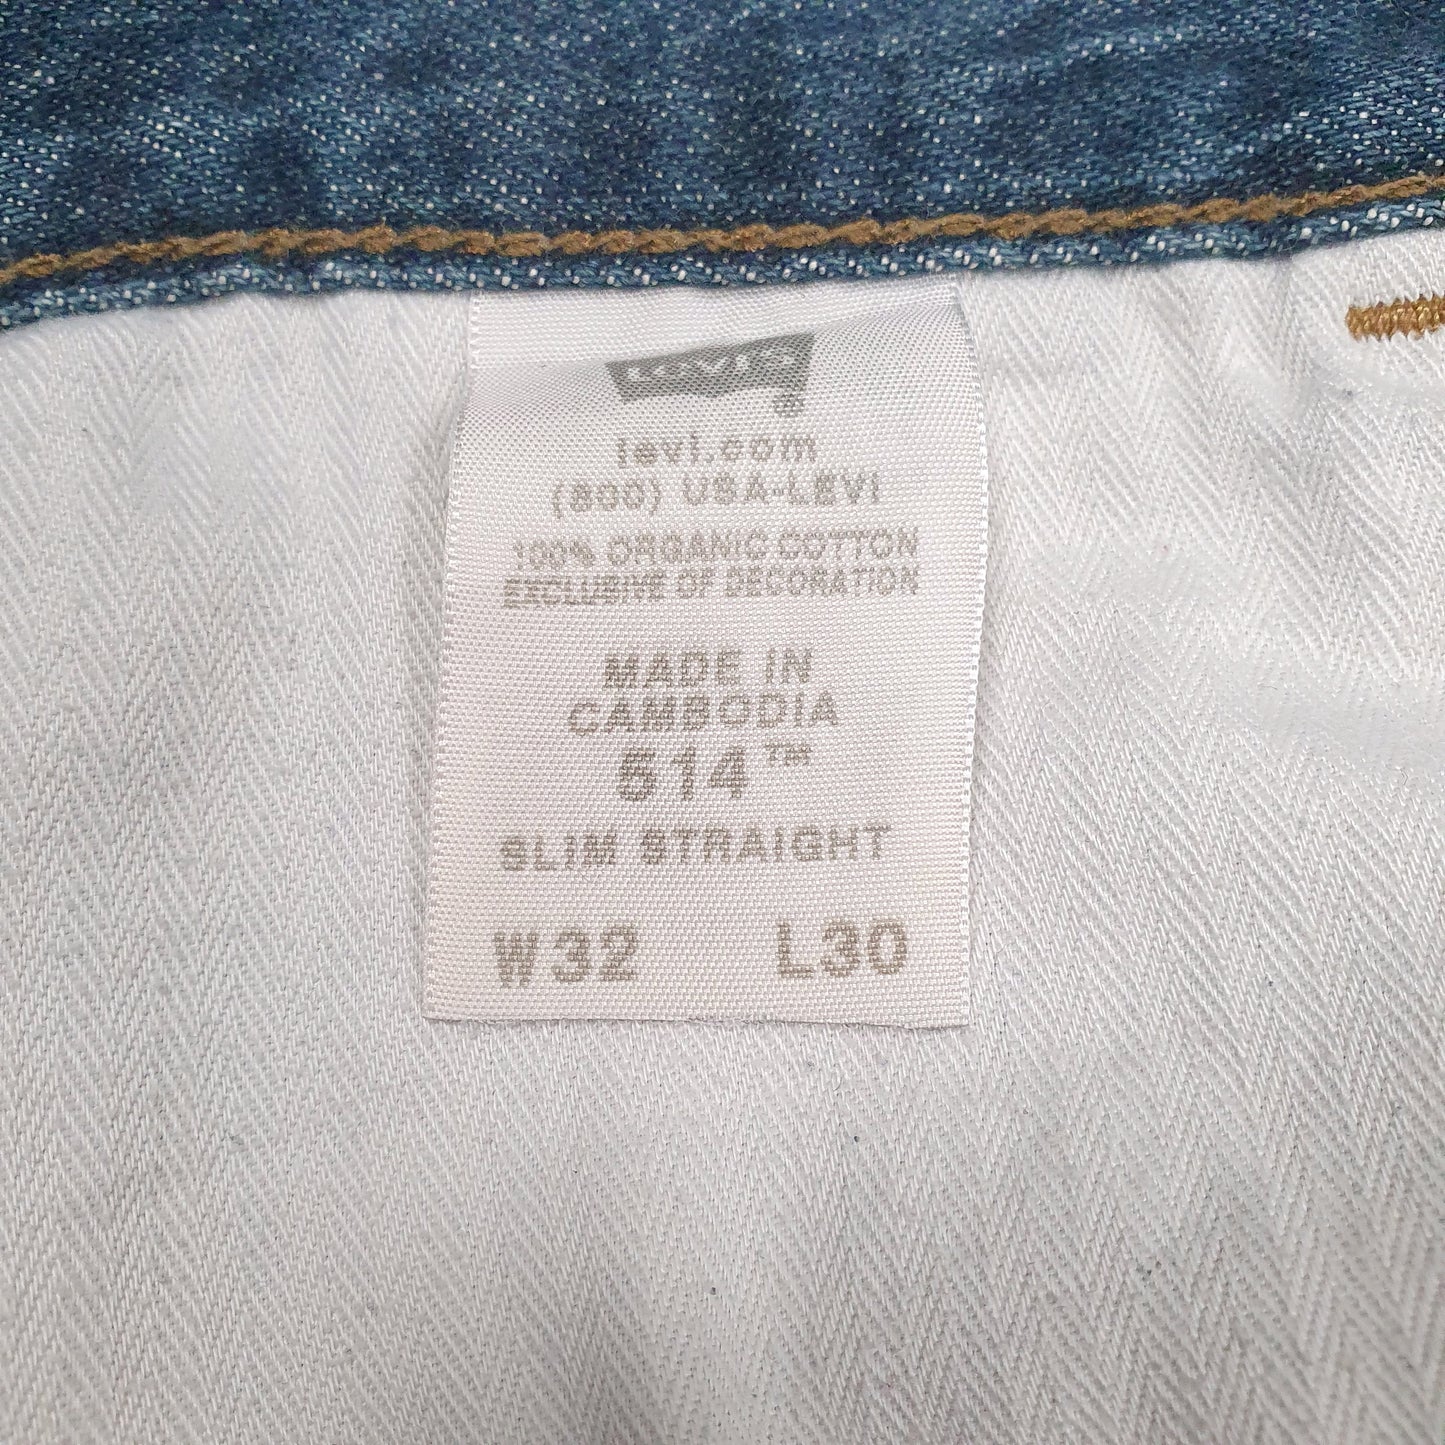 LEVI'S
®
levi.com
(800) USA-LEVI
100% ORGANIC COTTON
EXCLUSIVE OF DECORATION
MADE IN
CAMBODIA
514™
SLIM STRAIGHT
W32 L30